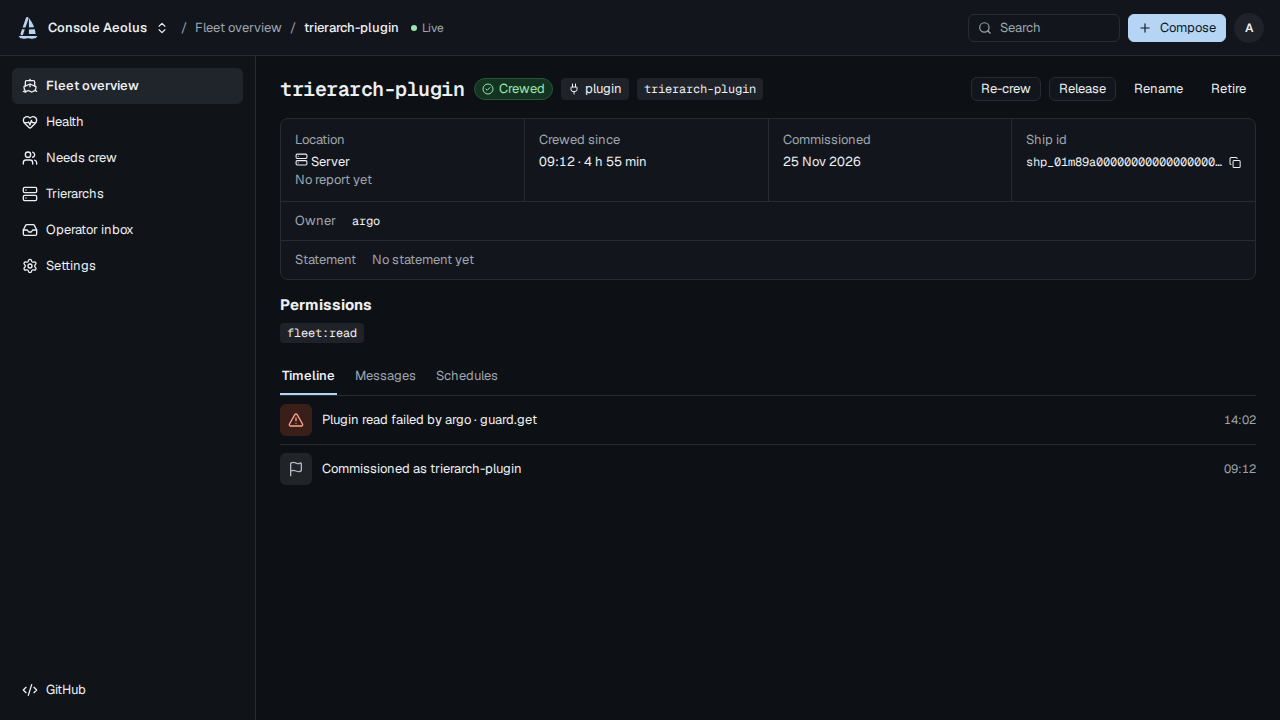 Console Aeolus / Fleet overview / trierarch-plugin Live Search Compose A
Fleet overview
Health
Needs crew
Trierarchs
Operator inbox
Settings
GitHub
trierarch-plugin Crewed plugin trierarch-plugin Re-crew Release Rename Retire
Location Crewed since Commissioned Ship id
Server 09:12 · 4 h 55 min 25 Nov 2026 shp_01m89a00000000000000000…
No report yet
Owner argo
Statement No statement yet
Permissions
fleet:read
Timeline Messages Schedules
Plugin read failed by argo · guard.get 14:02
Commissioned as trierarch-plugin 09:12